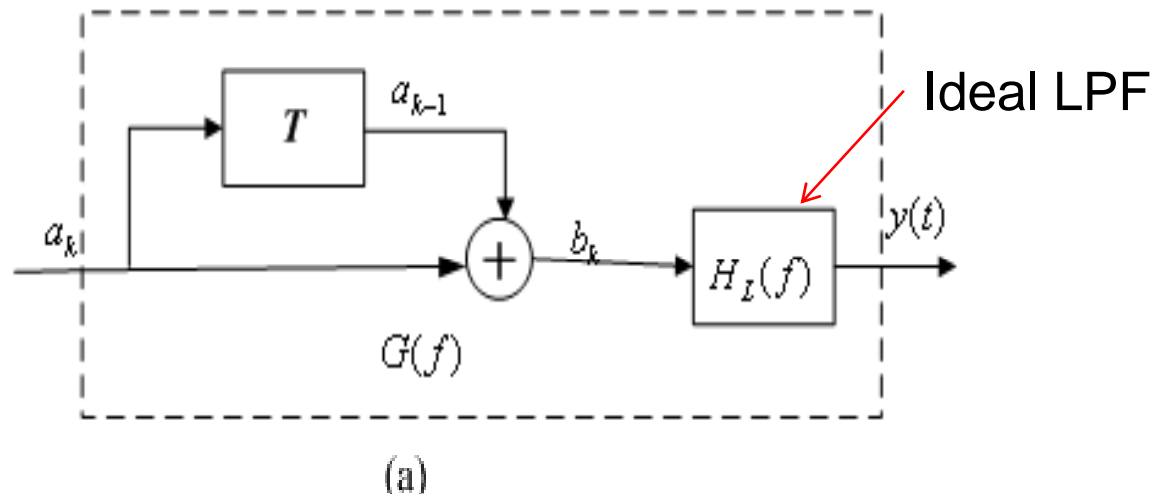 Ideal LPF
T
a_{k-1}
a_k
b_k
H_L(f)
y(t)
G(f)
(a)